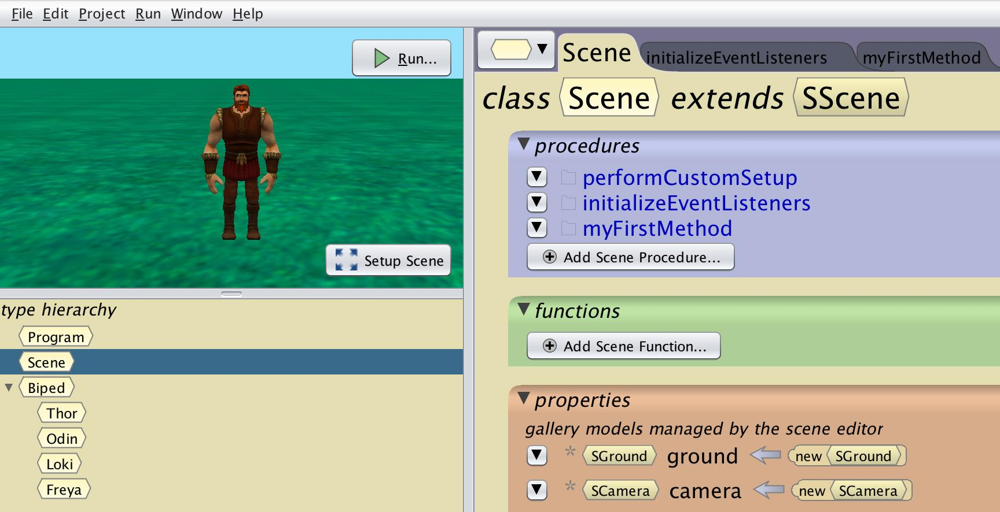 File Edit Project Run Window Help
Run...
Setup Scene
type hierarchy
Program
Scene
Biped
Thor
Odin
Loki
Freya
Scene initializeEventListeners myFirstMethod
class Scene extends SScene
procedures
performCustomSetup
initializeEventListeners
myFirstMethod
Add Scene Procedure...
functions
Add Scene Function...
properties
gallery models managed by the scene editor
* SGround ground new SGround
* SCamera camera new SCamera